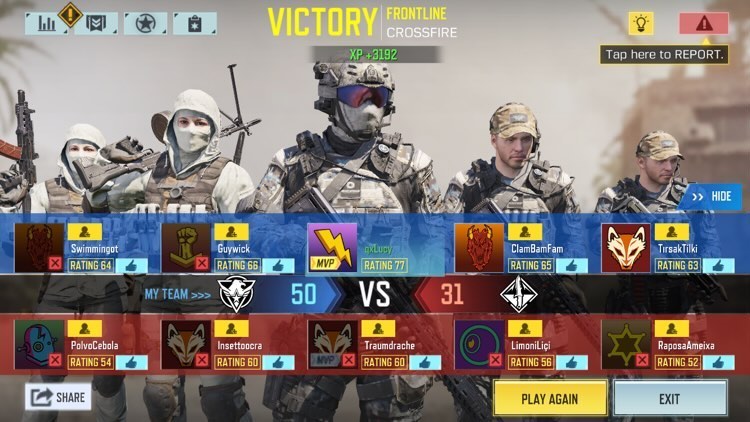 VICTORY
FRONTLINE
CROSSFIRE
XP +3192
Tap here to REPORT.
HIDE
Swimmingot
RATING 64
Guywick
RATING 66
MVP
qxLucy
RATING 77
ClamBamFam
RATING 65
TırsakTilki
RATING 63
MY TEAM >>>
50
VS
31
PolvoCebola
RATING 54
Insettoocra
RATING 60
MVP
Traumdrache
RATING 60
LimoniLiçi
RATING 56
RaposaAmeixa
RATING 52
SHARE
PLAY AGAIN
EXIT